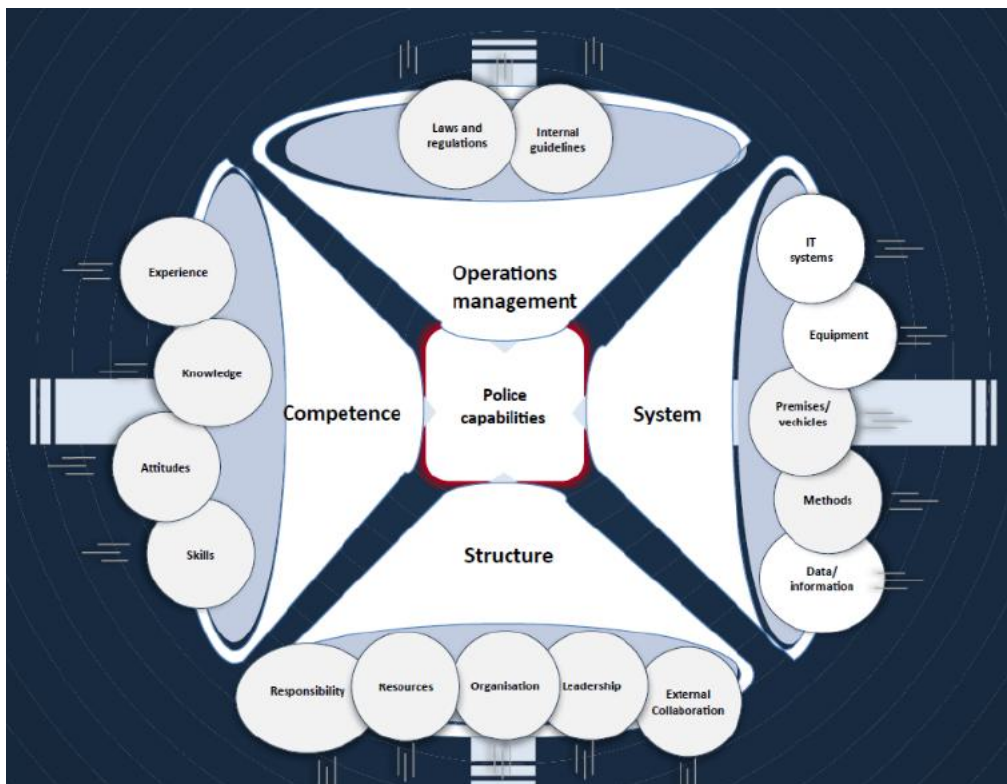 Laws and
regulations
Internal
guidelines
Experience
IT
systems
Operations
management
Equipment
Knowledge
Police
capabilities
Competence
System
Premises/
vechicles
Attitudes
Methods
Skills
Structure
Data/
information
Responsibility
Resources
Organisation
Leadership
External
Collaboration